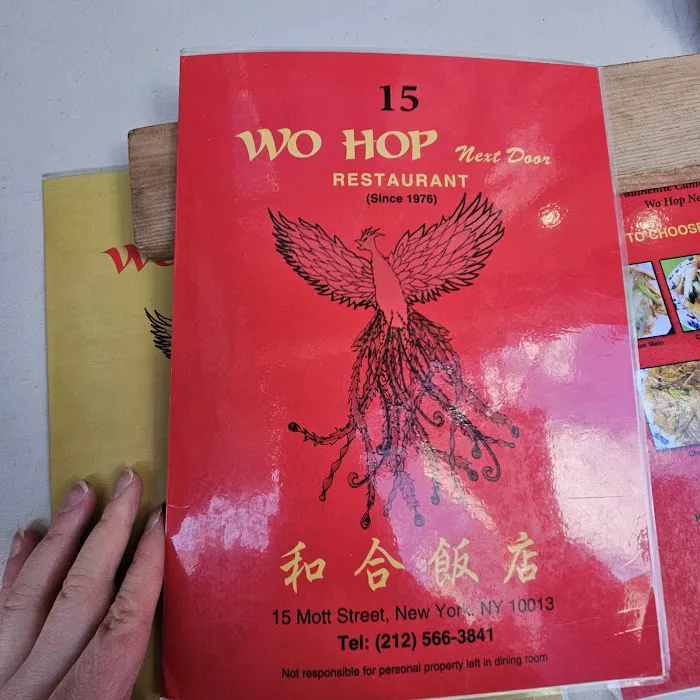 15
WO HOP Next Door
RESTAURANT
(Since 1976)
和合飯店
15 Mott Street, New York, NY 10013
Tel: (212) 566-3841
Not responsible for personal property left in dining room
Wo Hop Ne
TO CHOOSE